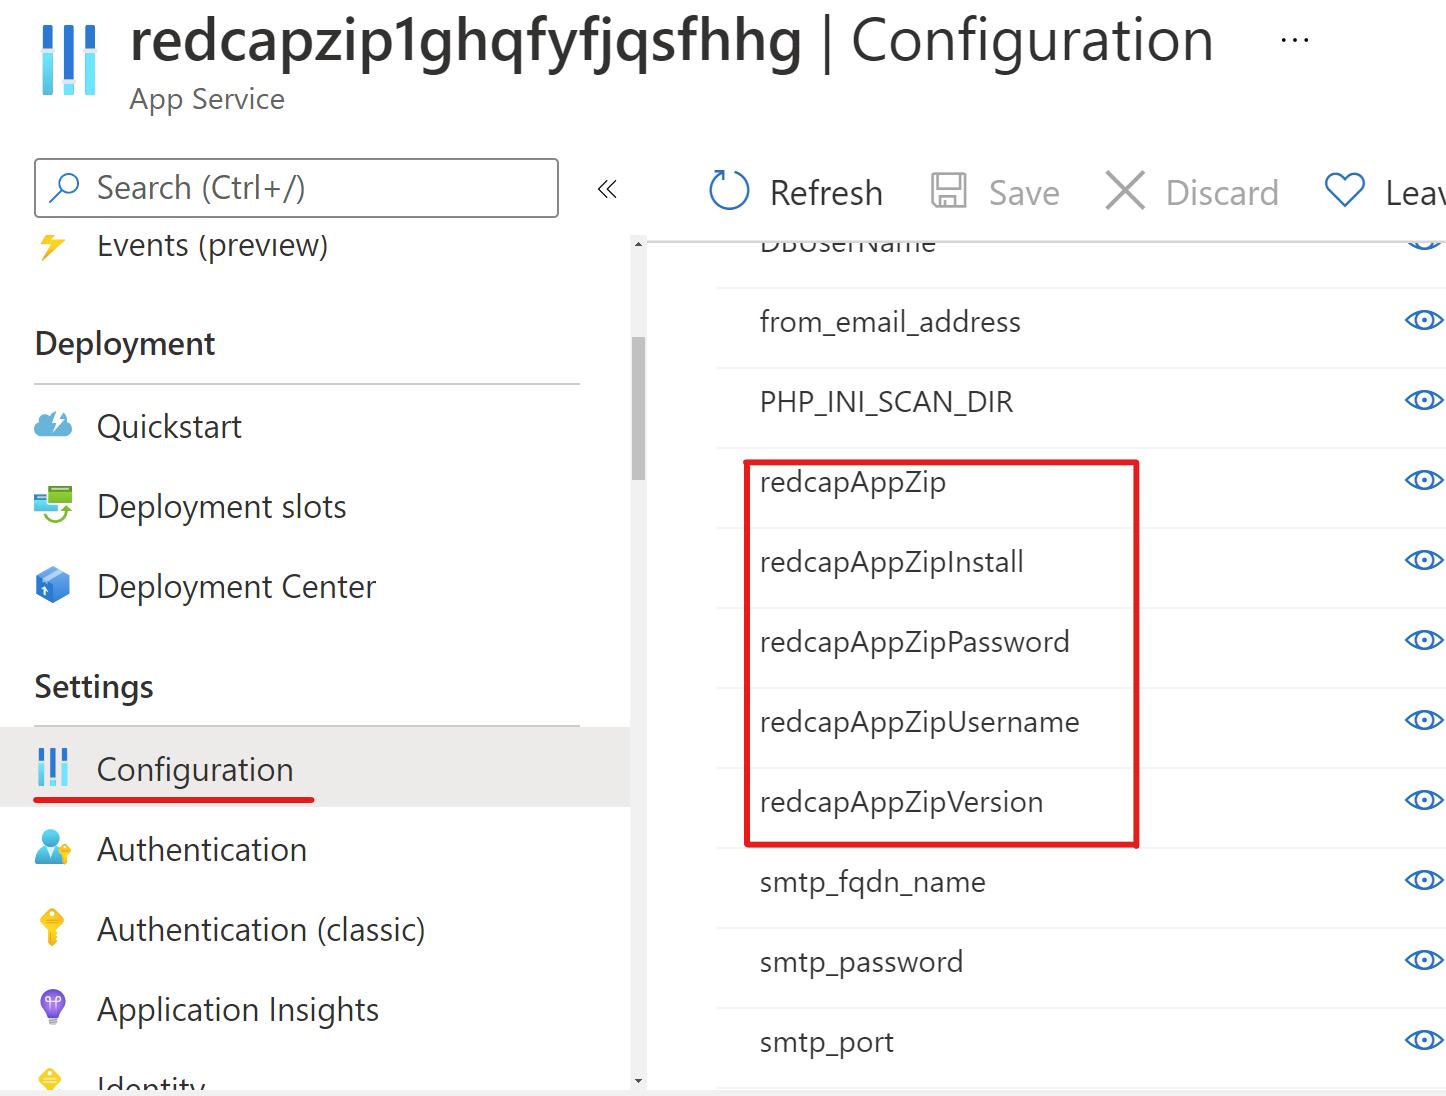 redcapzip1ghqfyfjqsfhhg | Configuration ...
App Service
Search (Ctrl+/)
«
Refresh
Save
Discard
Leav
Events (preview)
Deployment
Quickstart
Deployment slots
Deployment Center
Settings
Configuration
Authentication
Authentication (classic)
Application Insights
Identity
DBUserName
from_email_address
PHP_INI_SCAN_DIR
redcapAppZip
redcapAppZipInstall
redcapAppZipPassword
redcapAppZipUsername
redcapAppZipVersion
smtp_fqdn_name
smtp_password
smtp_port